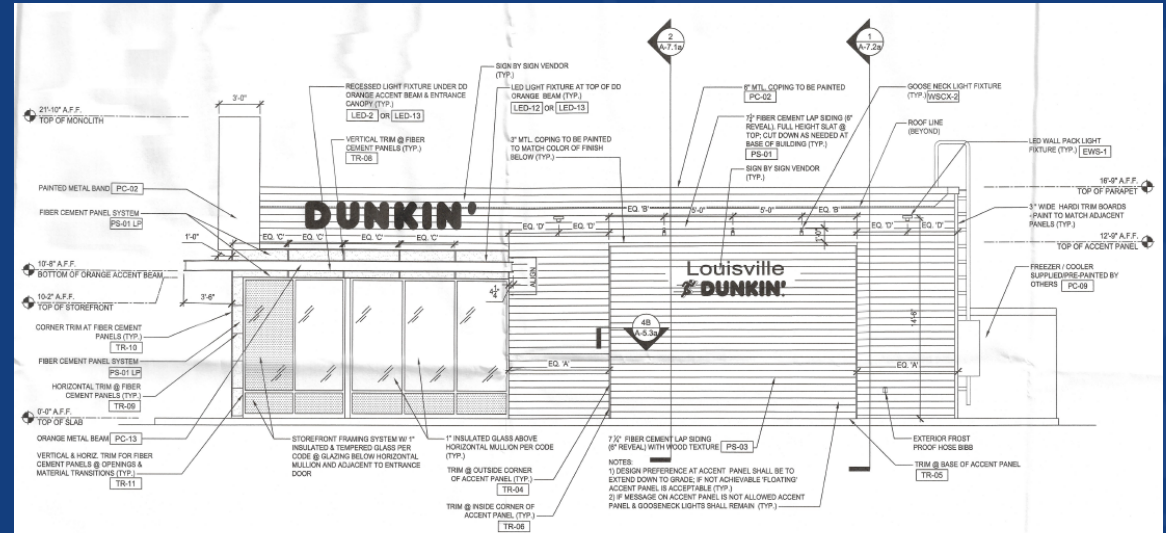 2
A-7.1a
1
A-7.2a
SIGN BY SIGN VENDOR
(TYP.)
RECESSED LIGHT FIXTURE UNDER DD
ORANGE ACCENT BEAM & ENTRANCE
CANOPY (TYP.)
LED-2 OR LED-13
LED LIGHT FIXTURE AT TOP OF DD
ORANGE BEAM (TYP.)
LED-12 OR LED-13
MTL. COPING TO BE PAINTED
PC-02
GOOSE NECK LIGHT FIXTURE
(TYP.) WSCX-2
3'-0"
21'-10" A.F.F.
TOP OF MONOLITH
VERTICAL TRIM @ FIBER
CEMENT PANELS (TYP.)
TR-08
3" MTL. COPING TO BE PAINTED
TO MATCH COLOR OF FINISH
BELOW (TYP.)
FIBER CEMENT LAP SIDING (6"
REVEAL). FULL HEIGHT SLAT @
TOP; CUT DOWN AS NEEDED AT
BASE OF BUILDING (TYP.)
PS-01
SIGN BY SIGN VENDOR
(TYP.)
ROOF LINE
(BEYOND)
LED WALL PACK LIGHT
FIXTURE (TYP.) EWS-1
PAINTED METAL BAND PC-02
16'-9" A.F.F.
TOP OF PARAPET
FIBER CEMENT PANEL SYSTEM
PS-01 LP
DUNKIN'
EQ. 'B' 5'-0" 5'-0" EQ. 'B'
EQ. 'D' EQ. 'D' EQ. 'D' EQ. 'D'
3" WIDE HARDI TRIM BOARDS
- PAINT TO MATCH ADJACENT
PANELS (TYP.)
1'-0"
EQ. 'C' EQ. 'C' EQ. 'C' EQ. 'C'
12'-9" A.F.F.
TOP OF ACCENT PANEL
10'-8" A.F.F.
BOTTOM OF ORANGE ACCENT BEAM
ALIGN
Louisville
DUNKIN'
FREEZER / COOLER
SUPPLIED/PRE-PAINTED BY
OTHERS PC-09
10'-2" A.F.F.
TOP OF STOREFRONT
3'-6"
14'-6"
CORNER TRIM AT FIBER CEMENT
PANELS (TYP.)
TR-10
4B
A-5.3a
FIBER CEMENT PANEL SYSTEM
PS-01 LP
EQ. 'A' EQ. 'A'
HORIZONTAL TRIM @ FIBER
CEMENT PANELS (TYP.)
TR-09
0'-0" A.F.F.
TOP OF SLAB
ORANGE METAL BEAM PC-13
VERTICAL & HORIZ. TRIM FOR FIBER
CEMENT PANELS @ OPENINGS &
MATERIAL TRANSITIONS (TYP.)
TR-11
STOREFRONT FRAMING SYSTEM W/ 1"
INSULATED & TEMPERED GLASS PER
CODE @ GLAZING BELOW HORIZONTAL
MULLION AND ADJACENT TO ENTRANCE
DOOR
1" INSULATED GLASS ABOVE
HORIZONTAL MULLION PER CODE
(TYP.)
TRIM @ OUTSIDE CORNER
OF ACCENT PANEL (TYP.)
TR-04
TRIM @ INSIDE CORNER OF
ACCENT PANEL (TYP.)
TR-06
FIBER CEMENT LAP SIDING
(6" REVEAL) WITH WOOD TEXTURE PS-03
NOTES:
1) DESIGN PREFERENCE AT ACCENT PANEL SHALL BE TO
EXTEND DOWN TO GRADE; IF NOT ACHIEVABLE 'FLOATING'
ACCENT PANEL IS ACCEPTABLE (TYP.)
2) IF MESSAGE ON ACCENT PANEL IS NOT ALLOWED ACCENT
PANEL & GOOSENECK LIGHTS SHALL REMAIN (TYP.)
EXTERIOR FROST
PROOF HOSE BIBB
TRIM @ BASE OF ACCENT PANEL
TR-05